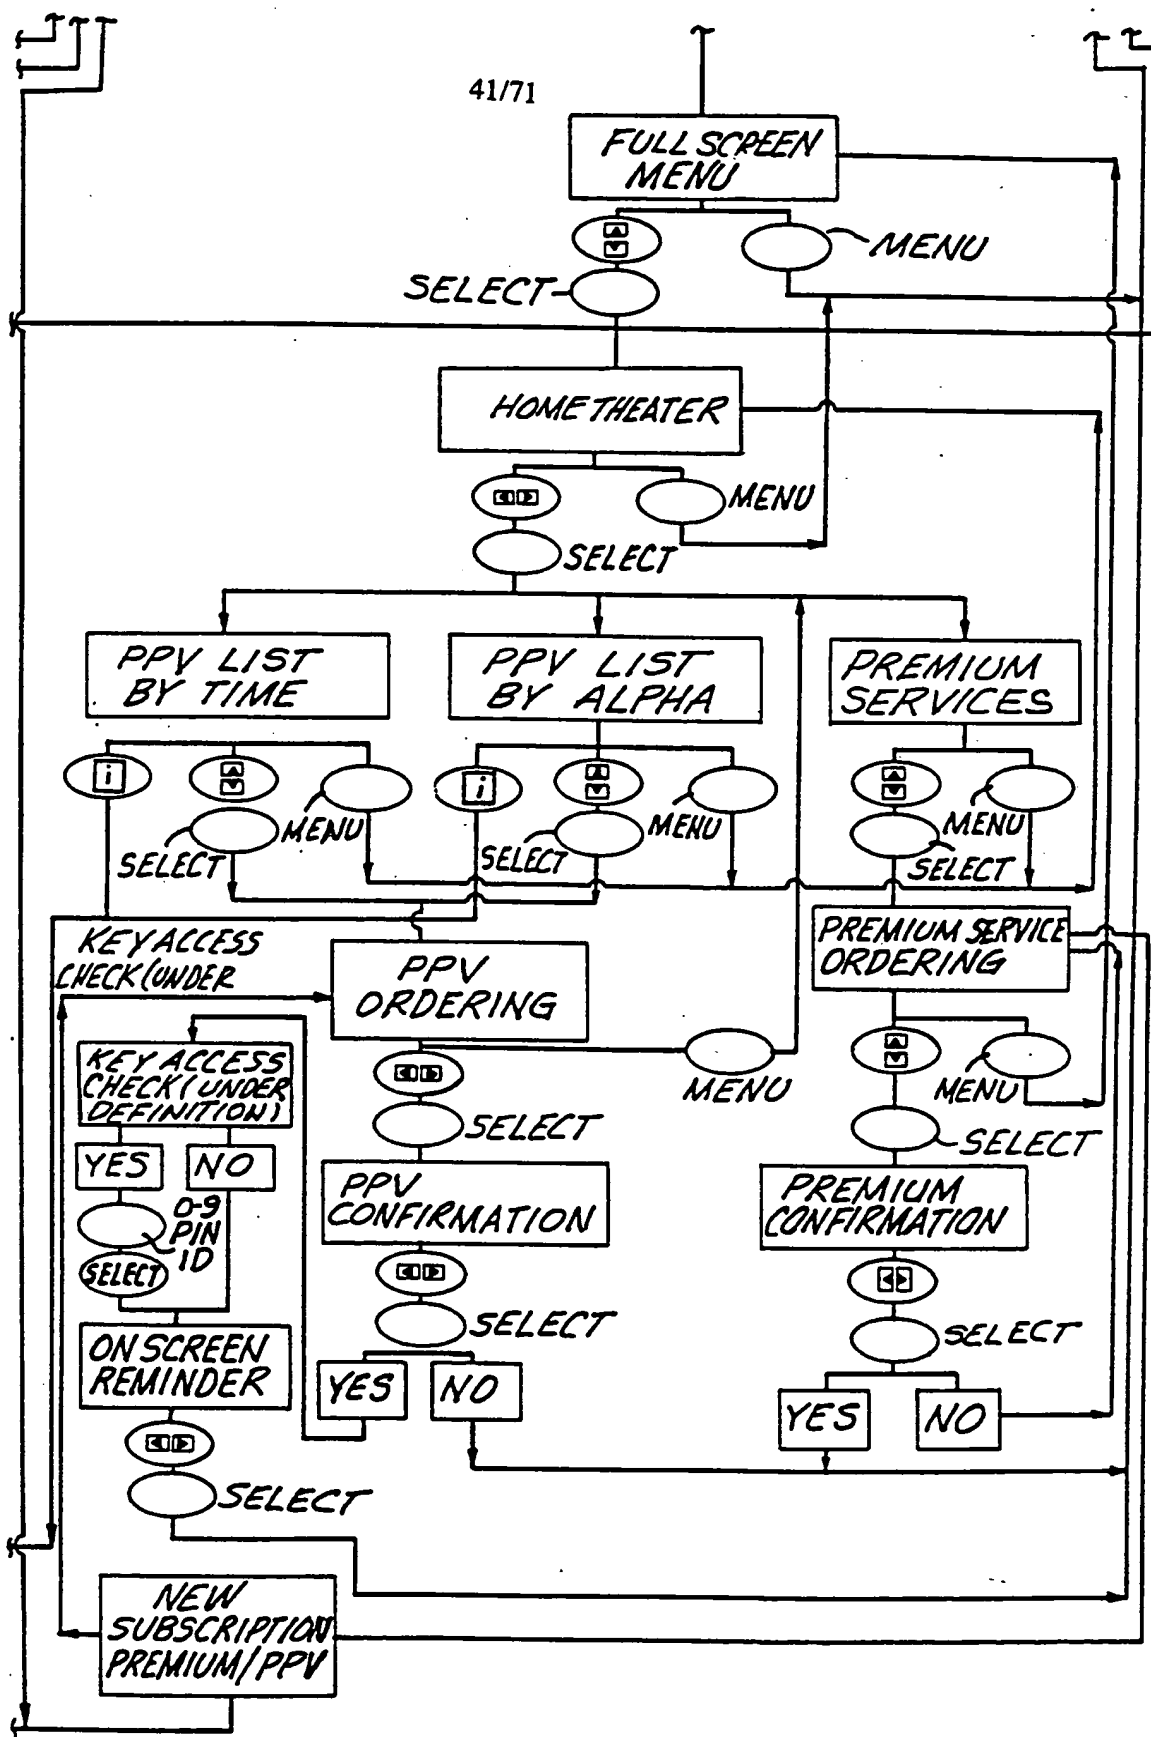 41/71
FULL SCREEN
MENU
MENU
SELECT
HOME THEATER
MENU
SELECT
PPV LIST
BY TIME
PPV LIST
BY ALPHA
PREMIUM
SERVICES
i
MENU
SELECT
i
MENU
SELECT
MENU
SELECT
KEY ACCESS
CHECK (UNDER
PPV
ORDERING
PREMIUM SERVICE
ORDERING
KEY ACCESS
CHECK (UNDER
DEFINITION)
MENU
MENU
SELECT
SELECT
YES
NO
PPV
CONFIRMATION
PREMIUM
CONFIRMATION
0-9
PIN
ID
SELECT
SELECT
SELECT
ON SCREEN
REMINDER
YES
NO
YES
NO
SELECT
NEW
SUBSCRIPTION
PREMIUM/PPV